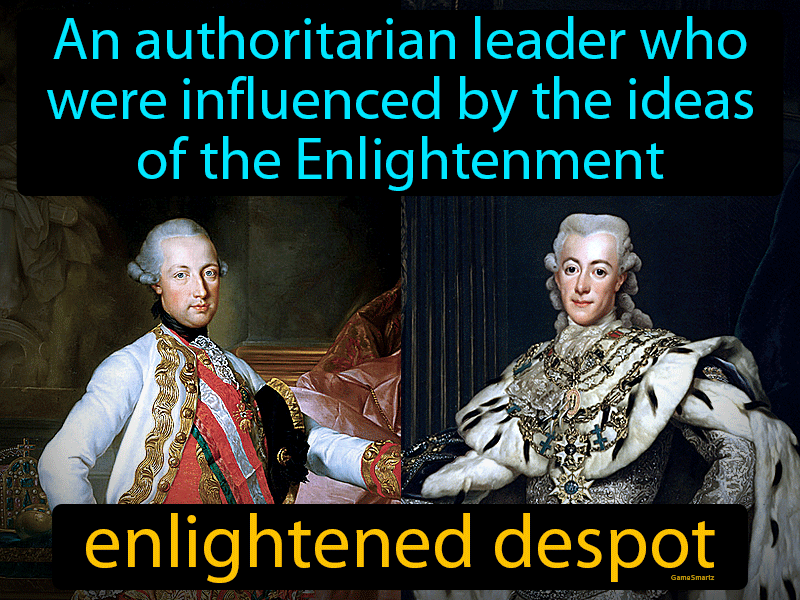 An authoritarian leader who
were influenced by the ideas
of the Enlightenment
enlightened despot
GameSmartz